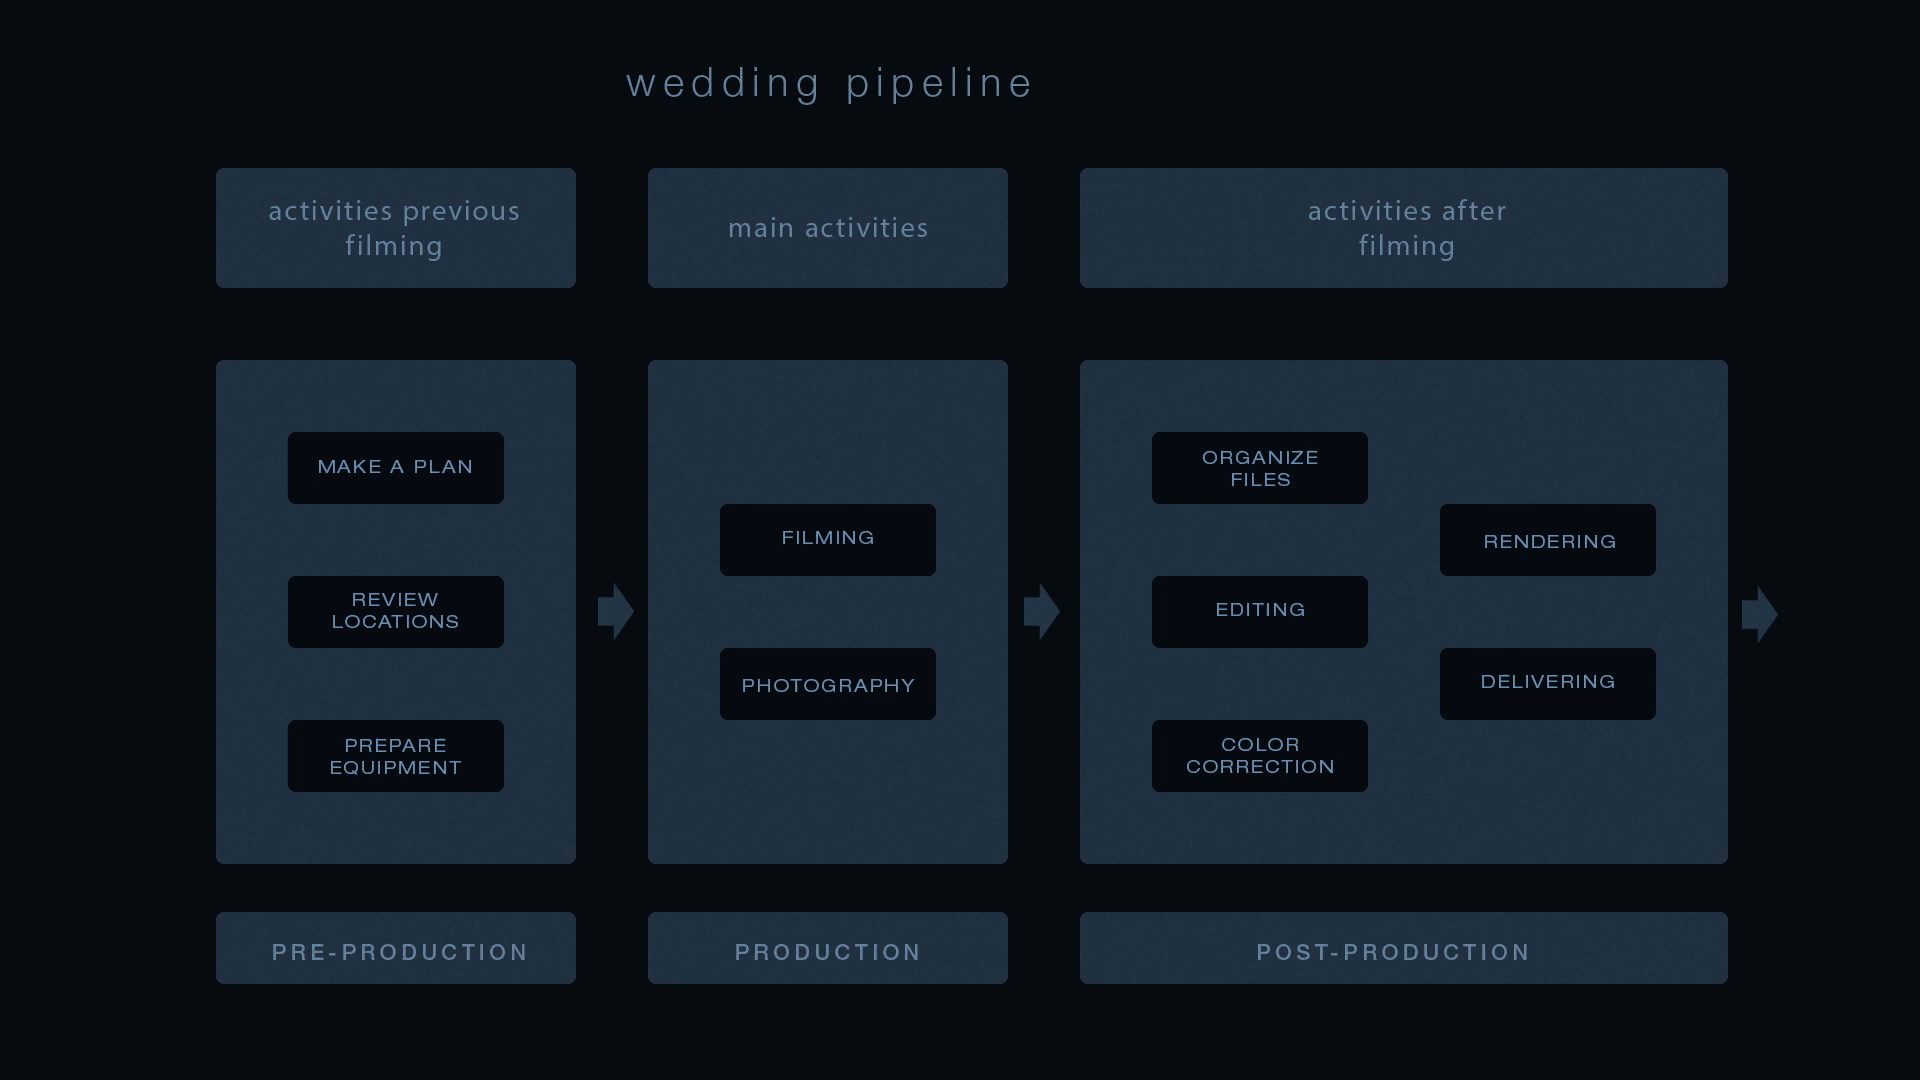 wedding pipeline
activities previous
filming
main activities
activities after
filming
MAKE A PLAN
REVIEW
LOCATIONS
PREPARE
EQUIPMENT
FILMING
PHOTOGRAPHY
ORGANIZE
FILES
EDITING
COLOR
CORRECTION
RENDERING
DELIVERING
PRE-PRODUCTION
PRODUCTION
POST-PRODUCTION